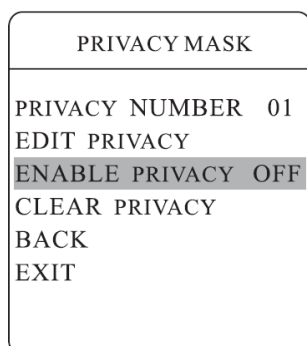 PRIVACY MASK
PRIVACY NUMBER 01
EDIT PRIVACY
ENABLE PRIVACY OFF
CLEAR PRIVACY
BACK
EXIT